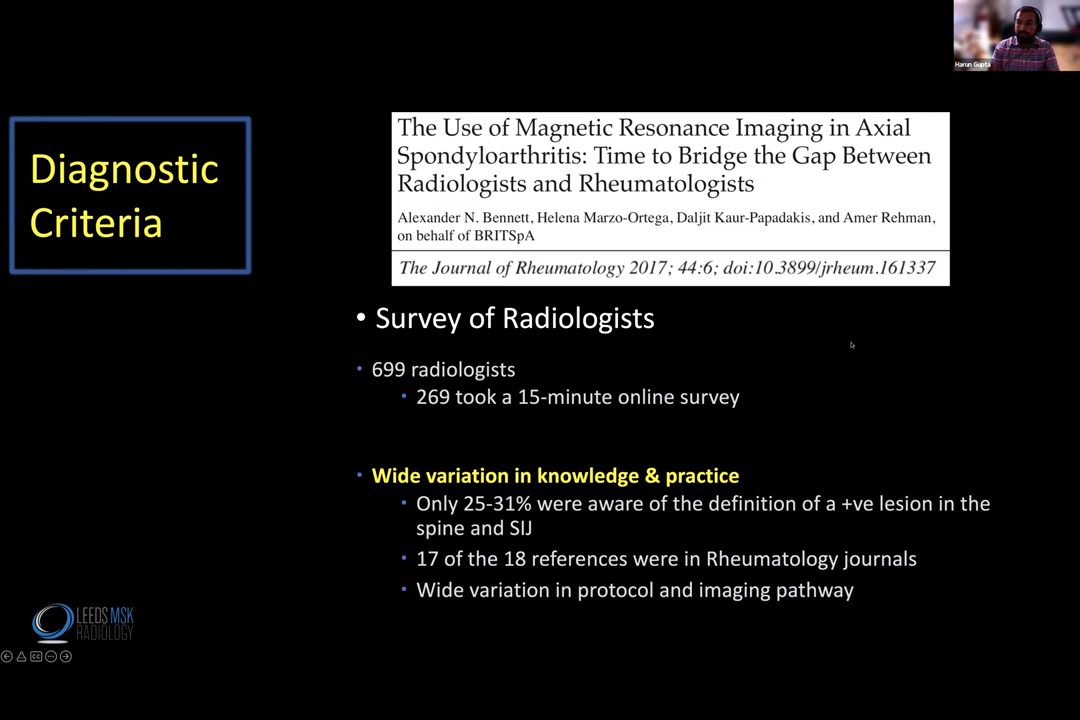 Harun Gupta
Diagnostic
Criteria
The Use of Magnetic Resonance Imaging in Axial
Spondyloarthritis: Time to Bridge the Gap Between
Radiologists and Rheumatologists
Alexander N. Bennett, Helena Marzo-Ortega, Daljit Kaur-Papadakis, and Amer Rehman,
on behalf of BRITSpA
The Journal of Rheumatology 2017; 44:6; doi:10.3899/jrheum.161337
• Survey of Radiologists
• 699 radiologists
• 269 took a 15-minute online survey
• Wide variation in knowledge & practice
• Only 25-31% were aware of the definition of a +ve lesion in the
spine and SIJ
• 17 of the 18 references were in Rheumatology journals
• Wide variation in protocol and imaging pathway
LEEDS MSK
RADIOLOGY
CC